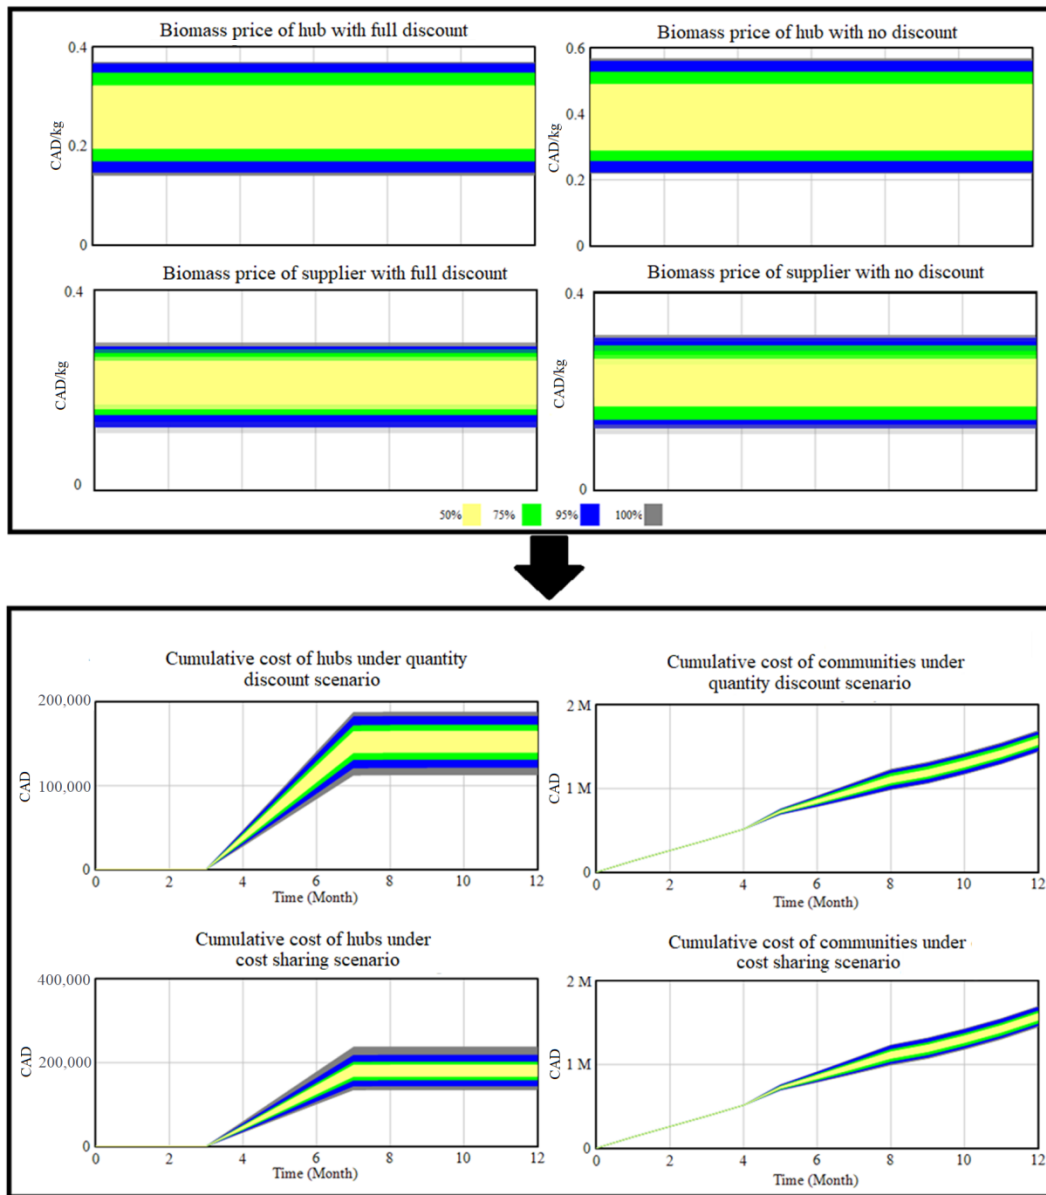 Biomass price of hub with full discount
0.4
CAD/kg
0.2
0
Biomass price of hub with no discount
0.6
0.4
CAD/kg
0.2
0
Biomass price of supplier with full discount
0.4
CAD/kg
0
Biomass price of supplier with no discount
0.4
CAD/kg
0
50% 75% 95% 100%
Cumulative cost of hubs under quantity
discount scenario
200,000
CAD
100,000
0
0 2 4 6 8 10 12
Time (Month)
Cumulative cost of communities under
quantity discount scenario
2 M
CAD
1 M
0
0 2 4 6 8 10 12
Time (Month)
Cumulative cost of hubs under
cost sharing scenario
400,000
CAD
200,000
0
0 2 4 6 8 10 12
Time (Month)
Cumulative cost of communities under
cost sharing scenario
2 M
CAD
1 M
0
0 2 4 6 8 10 12
Time (Month)